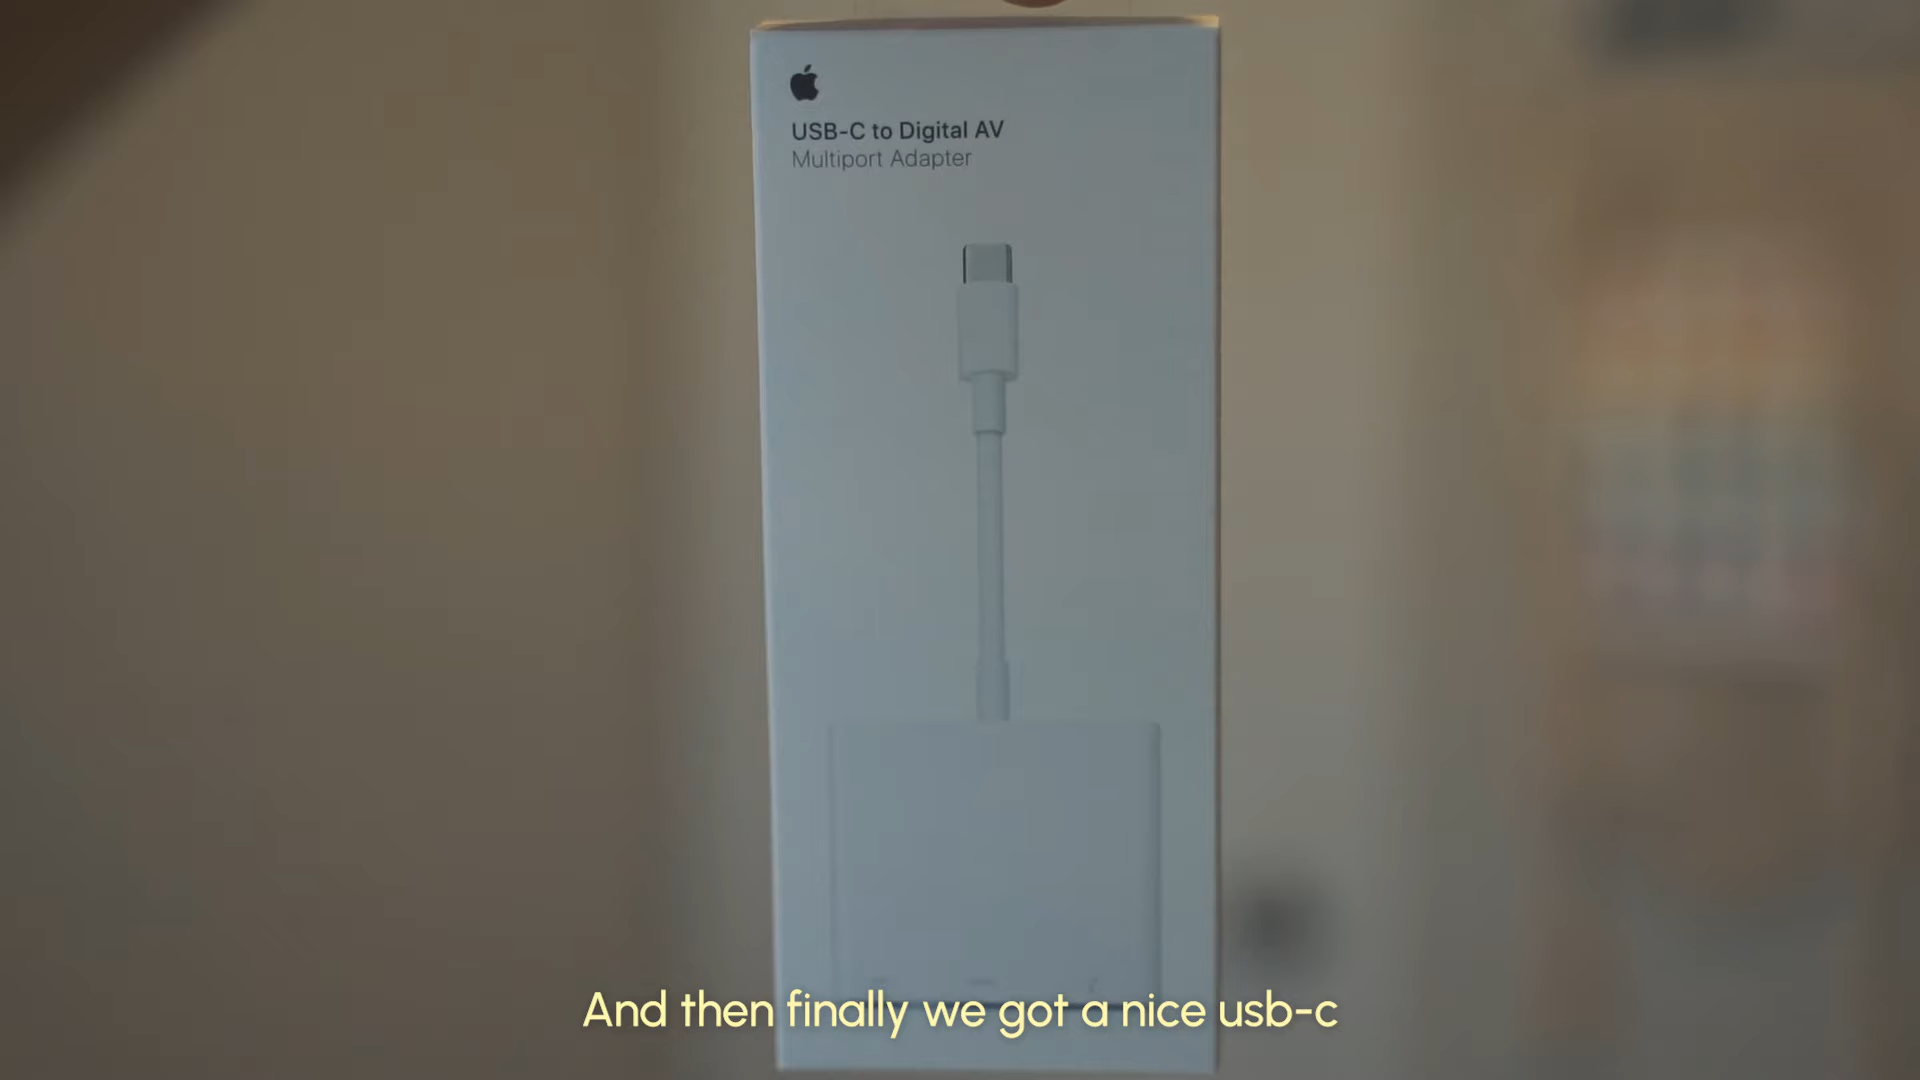 USB-C to Digital AV
Multiport Adapter
And then finally we got a nice usb-c